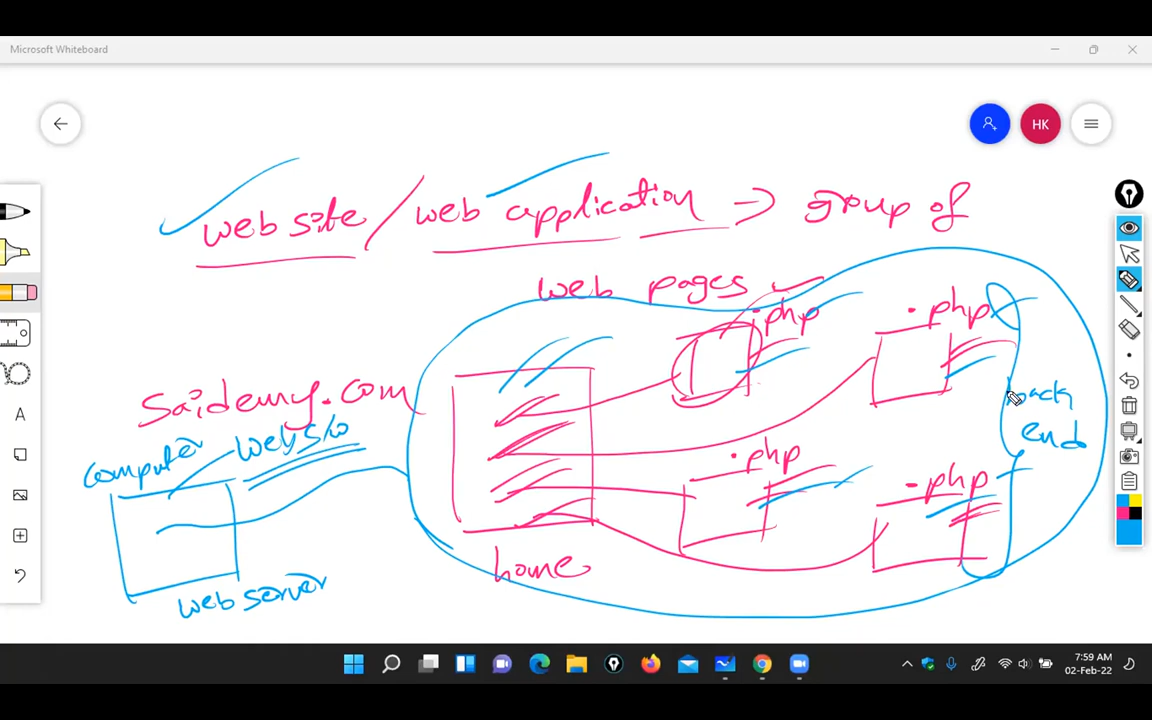 Microsoft Whiteboard
HK
web site / web application → group of
web pages
.php
.php
saidemy.com
computer
web s/w
back
end
.php
.php
home
web server
A
7:59 AM
02-Feb-22